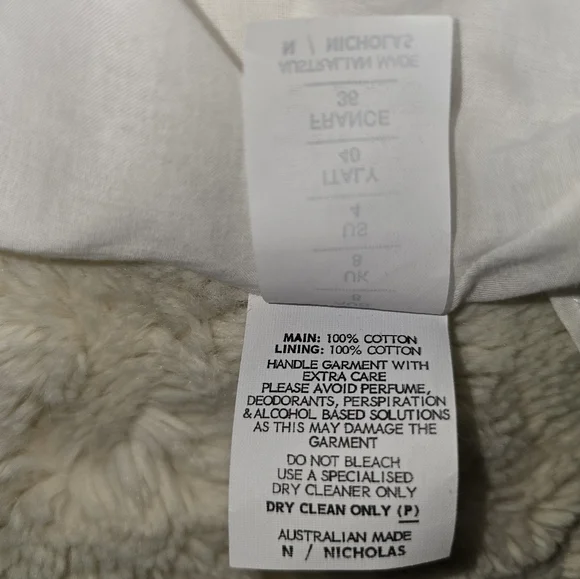 N / NICHOLAS
AUSTRALIAN MADE
36
FRANCE
40
ITALY
4
US
8
UK
MAIN: 100% COTTON
LINING: 100% COTTON
HANDLE GARMENT WITH
EXTRA CARE
PLEASE AVOID PERFUME,
DEODORANTS, PERSPIRATION
& ALCOHOL BASED SOLUTIONS
AS THIS MAY DAMAGE THE
GARMENT
DO NOT BLEACH
USE A SPECIALISED
DRY CLEANER ONLY
DRY CLEAN ONLY (P)
AUSTRALIAN MADE
N / NICHOLAS